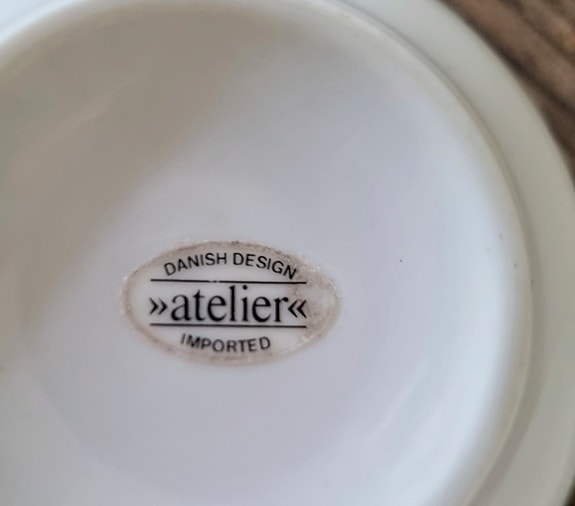 DANISH DESIGN
»atelier«
IMPORTED